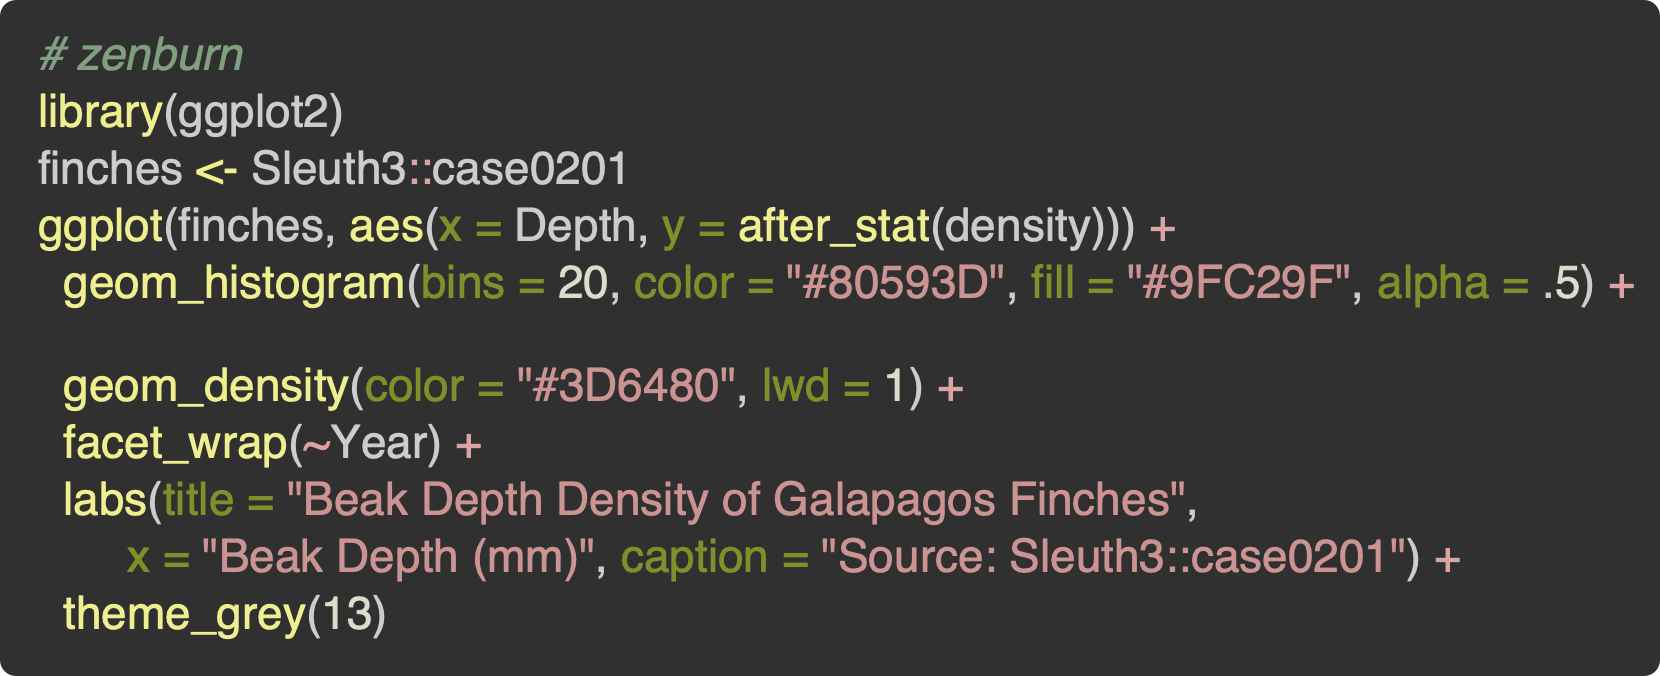 # zenburn
library(ggplot2)
finches <- Sleuth3::case0201
ggplot(finches, aes(x = Depth, y = after_stat(density))) +
  geom_histogram(bins = 20, color = "#80593D", fill = "#9FC29F", alpha = .5) +
  geom_density(color = "#3D6480", lwd = 1) +
  facet_wrap(~Year) +
  labs(title = "Beak Depth Density of Galapagos Finches",
       x = "Beak Depth (mm)", caption = "Source: Sleuth3::case0201") +
  theme_grey(13)